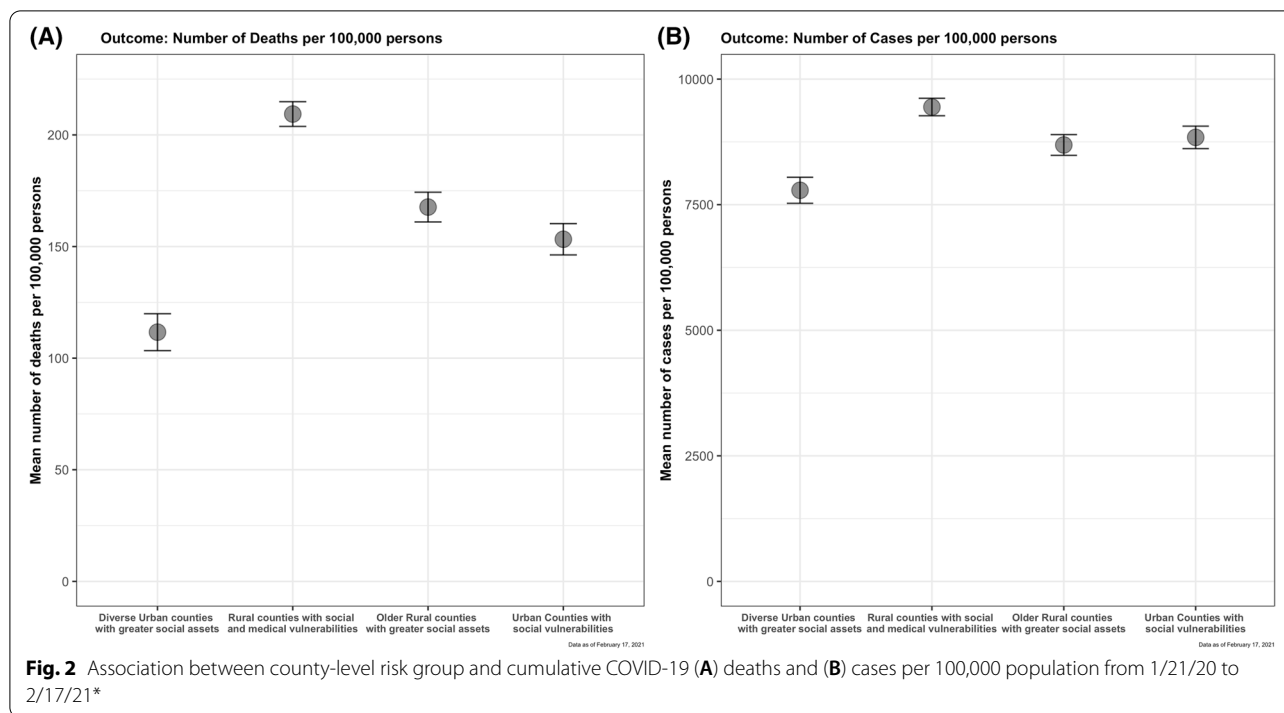 (A)
Outcome: Number of Deaths per 100,000 persons
Mean number of deaths per 100,000 persons
200
150
100
50
0
Diverse Urban counties
with greater social assets
Rural counties with social
and medical vulnerabilities
Older Rural counties
with greater social assets
Urban Counties with
social vulnerabilities
Data as of February 17, 2021
(B)
Outcome: Number of Cases per 100,000 persons
Mean number of cases per 100,000 persons
10000
7500
5000
2500
0
Diverse Urban counties
with greater social assets
Rural counties with social
and medical vulnerabilities
Older Rural counties
with greater social assets
Urban Counties with
social vulnerabilities
Data as of February 17, 2021
Fig. 2 Association between county-level risk group and cumulative COVID-19 (A) deaths and (B) cases per 100,000 population from 1/21/20 to
2/17/21*